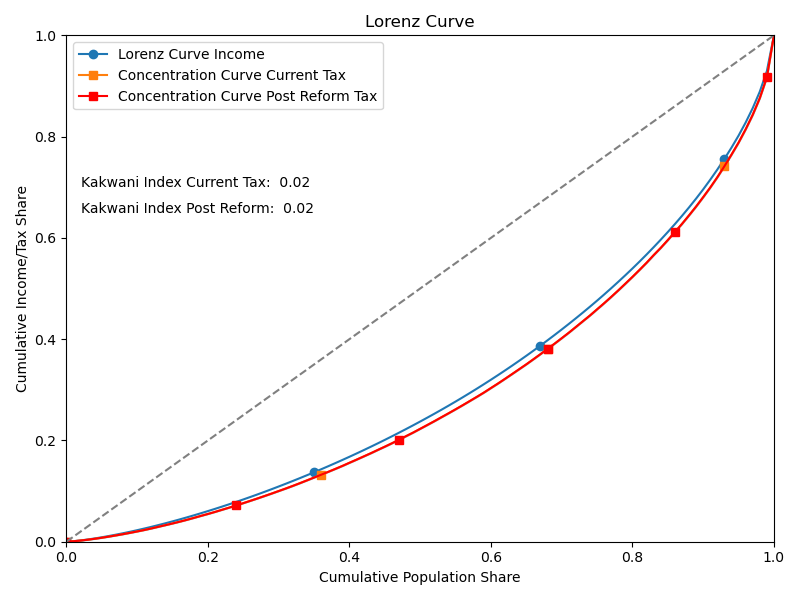 Lorenz Curve
Lorenz Curve Income
Concentration Curve Current Tax
Concentration Curve Post Reform Tax
Kakwani Index Current Tax:  0.02
Kakwani Index Post Reform:  0.02
Cumulative Income/Tax Share
1.0
0.8
0.6
0.4
0.2
0.0
0.0 0.2 0.4 0.6 0.8 1.0
Cumulative Population Share